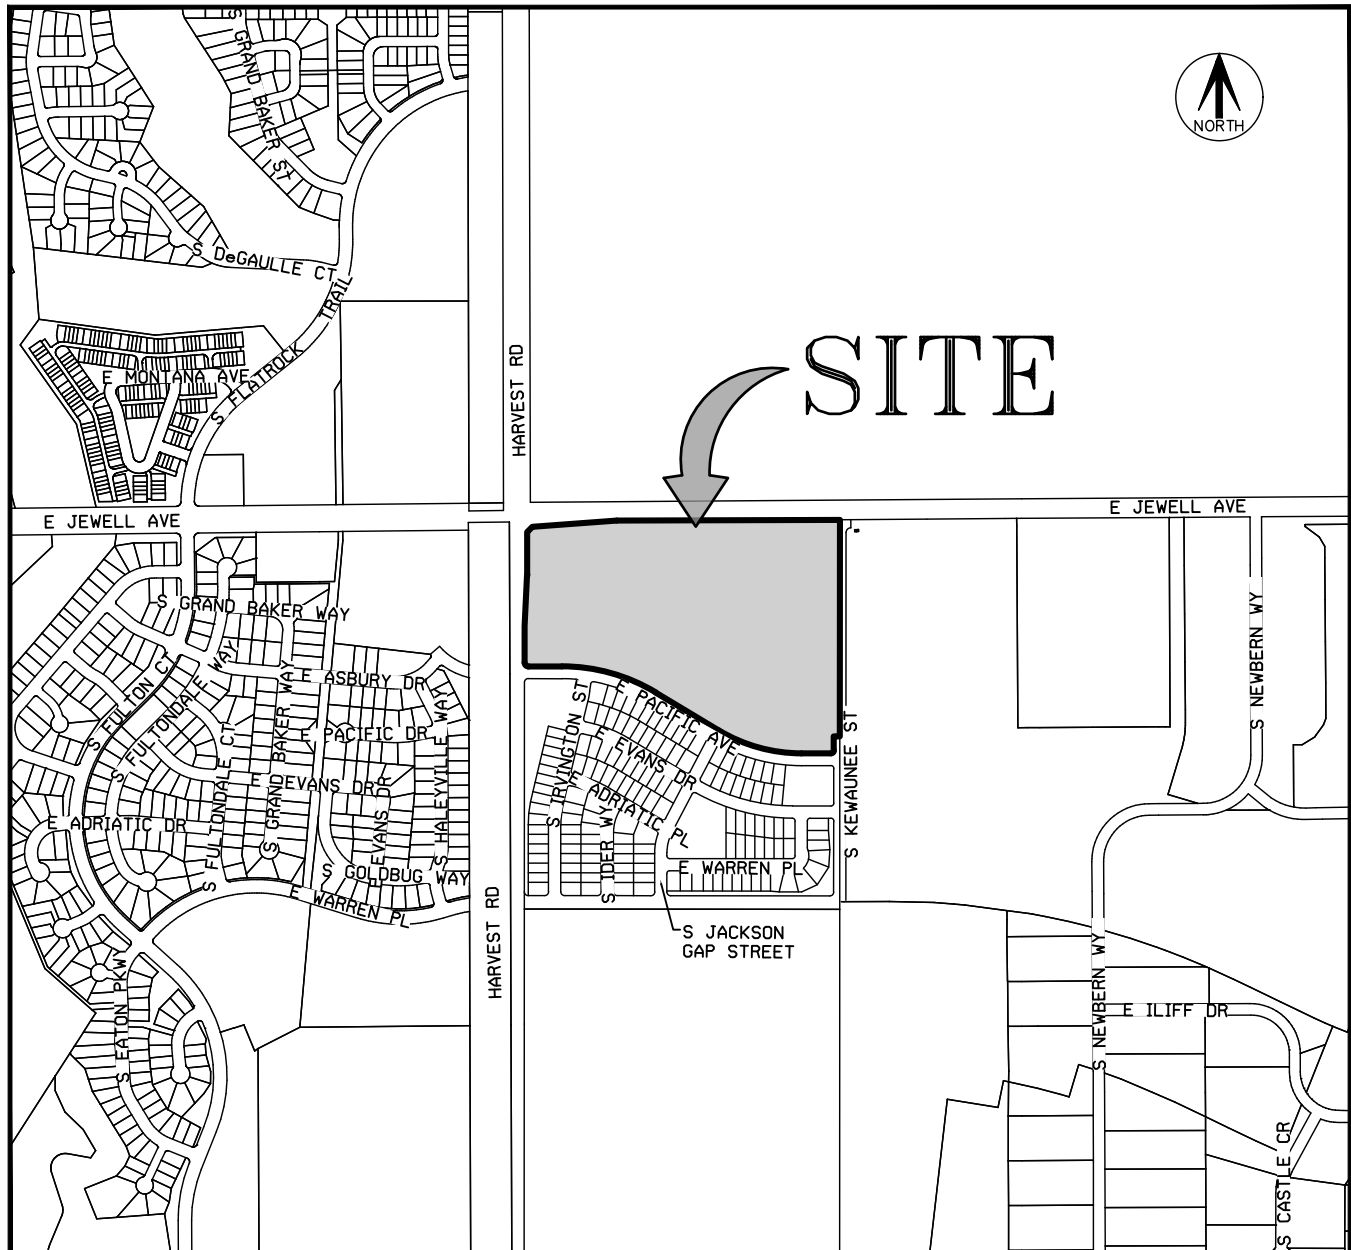 S GRAND BAKER ST
NORTH
S DeGAULLE CT
S FLATROCK TRAIL
HARVEST RD
SITE
E MONTANA AVE
E JEWELL AVE
E JEWELL AVE
S GRAND BAKER WAY
S FULTON CT
S FULTONDALE WAY
E ASBURY DR
S GRAND BAKER WAY
E PACIFIC DR
S FULTONDALE CT
E EVANS DR
E EVANS DR
S HALEYVILLE WAY
E ADRIATIC DR
S GOLDBUG WAY
E WARREN PL
S IRVINGTON ST
E PACIFIC AVE
E EVANS DR
E ADRIATIC PL
S IDER WY
E WARREN PL
S KEWAUNEE ST
S NEWBERN WY
HARVEST RD
S JACKSON
GAP STREET
S EATON PKWY
S NEWBERN WY
E ILIFF DR
S CASTLE CR